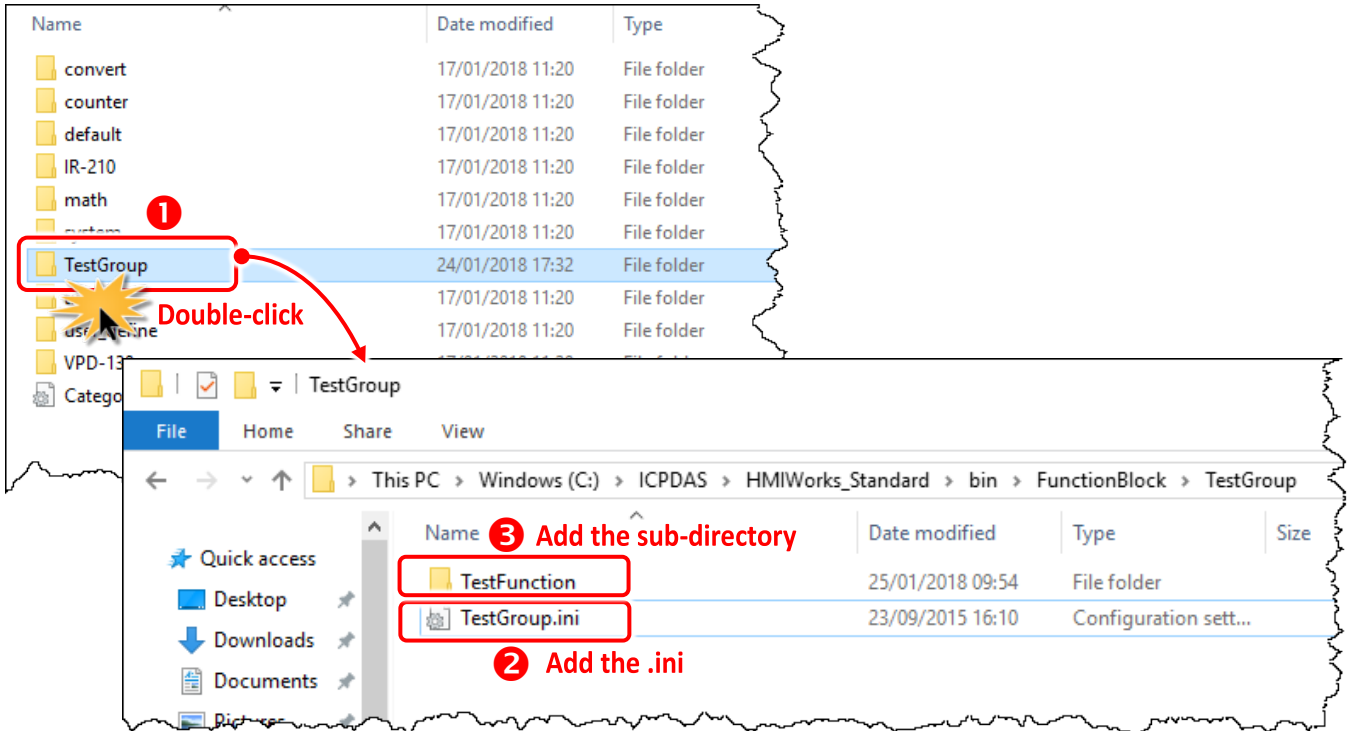 Name Date modified Type
convert 17/01/2018 11:20 File folder
counter 17/01/2018 11:20 File folder
default 17/01/2018 11:20 File folder
IR-210 17/01/2018 11:20 File folder
math 17/01/2018 11:20 File folder
1
system 17/01/2018 11:20 File folder
TestGroup 24/01/2018 17:32 File folder
17/01/2018 11:20 File folder
Double-click
user_define 17/01/2018 11:20 File folder
VPD-13
Catego
TestGroup
File Home Share View
This PC > Windows (C:) > ICPDAS > HMIWorks_Standard > bin > FunctionBlock > TestGroup
Name Date modified Type Size
3 Add the sub-directory
Quick access
TestFunction 25/01/2018 09:54 File folder
Desktop
TestGroup.ini 23/09/2015 16:10 Configuration sett...
Downloads
2 Add the .ini
Documents
Pictures